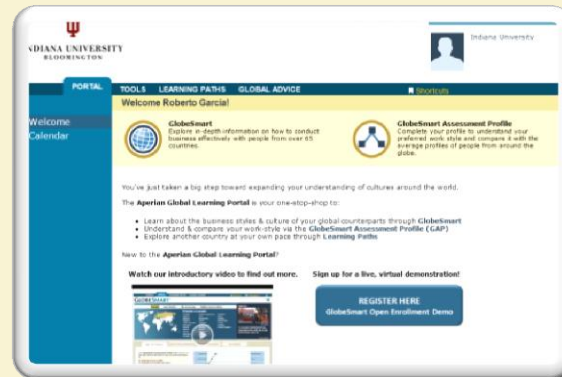 INDIANA UNIVERSITY
BLOOMINGTON
Indiana University
PORTAL
TOOLS LEARNING PATHS GLOBAL ADVICE
Shortcuts
Welcome Roberto Garcia!
Welcome
Calendar
GlobeSmart
Explore in-depth information on how to conduct
business effectively with people from over 65
countries.
GlobeSmart Assessment Profile
Complete your profile to understand your
preferred work style and compare it with the
average profiles of people from around the
globe.
You've just taken a big step toward expanding your understanding of cultures around the world.
The Aperian Global Learning Portal is your one-stop-shop to:
• Learn about the business styles & culture of your global counterparts through GlobeSmart
• Understand & compare your work-style via the GlobeSmart Assessment Profile (GAP)
• Explore another country at your own pace through Learning Paths
New to the Aperian Global Learning Portal?
Watch our introductory video to find out more.
Sign up for a live, virtual demonstration!
GLOBESMART
REGISTER HERE
GlobeSmart Open Enrollment Demo